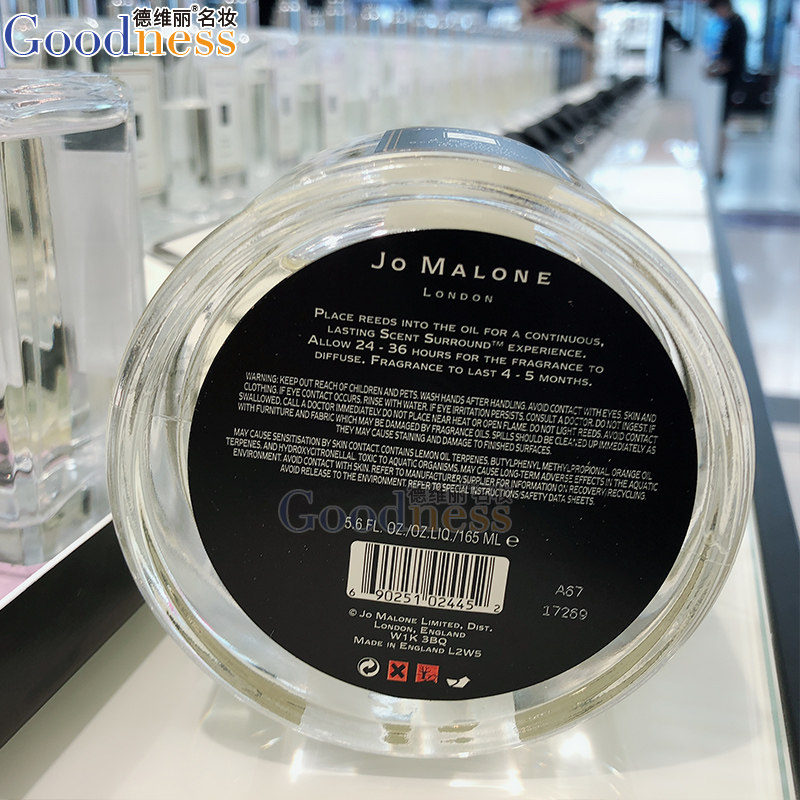 德维丽®名妆
Goodness
JO MALONE
LONDON
PLACE REEDS INTO THE OIL FOR A CONTINUOUS,
LASTING SCENT SURROUND™ EXPERIENCE.
ALLOW 24 - 36 HOURS FOR THE FRAGRANCE TO
DIFFUSE. FRAGRANCE TO LAST 4 - 5 MONTHS.
WARNING: KEEP OUT REACH OF CHILDREN AND PETS. WASH HANDS AFTER HANDLING. AVOID CONTACT WITH EYES, SKIN AND
CLOTHING. IF EYE CONTACT OCCURS, RINSE WITH WATER. IF EYE IRRITATION PERSISTS, CONSULT A DOCTOR. DO NOT INGEST. IF
SWALLOWED, CALL A DOCTOR IMMEDIATELY. DO NOT PLACE NEAR HEAT OR OPEN FLAME. DO NOT LIGHT REEDS. AVOID CONTACT
WITH FURNITURE AND FABRIC WHICH MAY BE DAMAGED BY FRAGRANCE OILS. SPILLS SHOULD BE CLEANED UP IMMEDIATELY AS
THEY MAY CAUSE STAINING AND DAMAGE TO FINISHED SURFACES.
MAY CAUSE SENSITISATION BY SKIN CONTACT CONTAINS LEMON OIL TERPENES, BUTYLPHENYL METHYLPROPIONAL, ORANGE OIL
TERPENES, AND HYDROXYCITRONELLAL. TOXIC TO AQUATIC ORGANISMS, MAY CAUSE LONG-TERM ADVERSE EFFECTS IN THE AQUATIC
ENVIRONMENT. AVOID CONTACT WITH SKIN. REFER TO MANUFACTURER/SUPPLIER FOR INFORMATION ON RECOVERY/RECYCLING
AVOID RELEASE TO THE ENVIRONMENT. REFER TO SPECIAL INSTRUCTIONS SAFETY DATA SHEETS.
德维丽®名妆
Goodness
5.6 FL. OZ./OZ.LIQ./165 ML ℮
6 90251 02445 2
A67
17269
© JO MALONE LIMITED, DIST.
LONDON, ENGLAND
W1K 3BQ
MADE IN ENGLAND L2W5